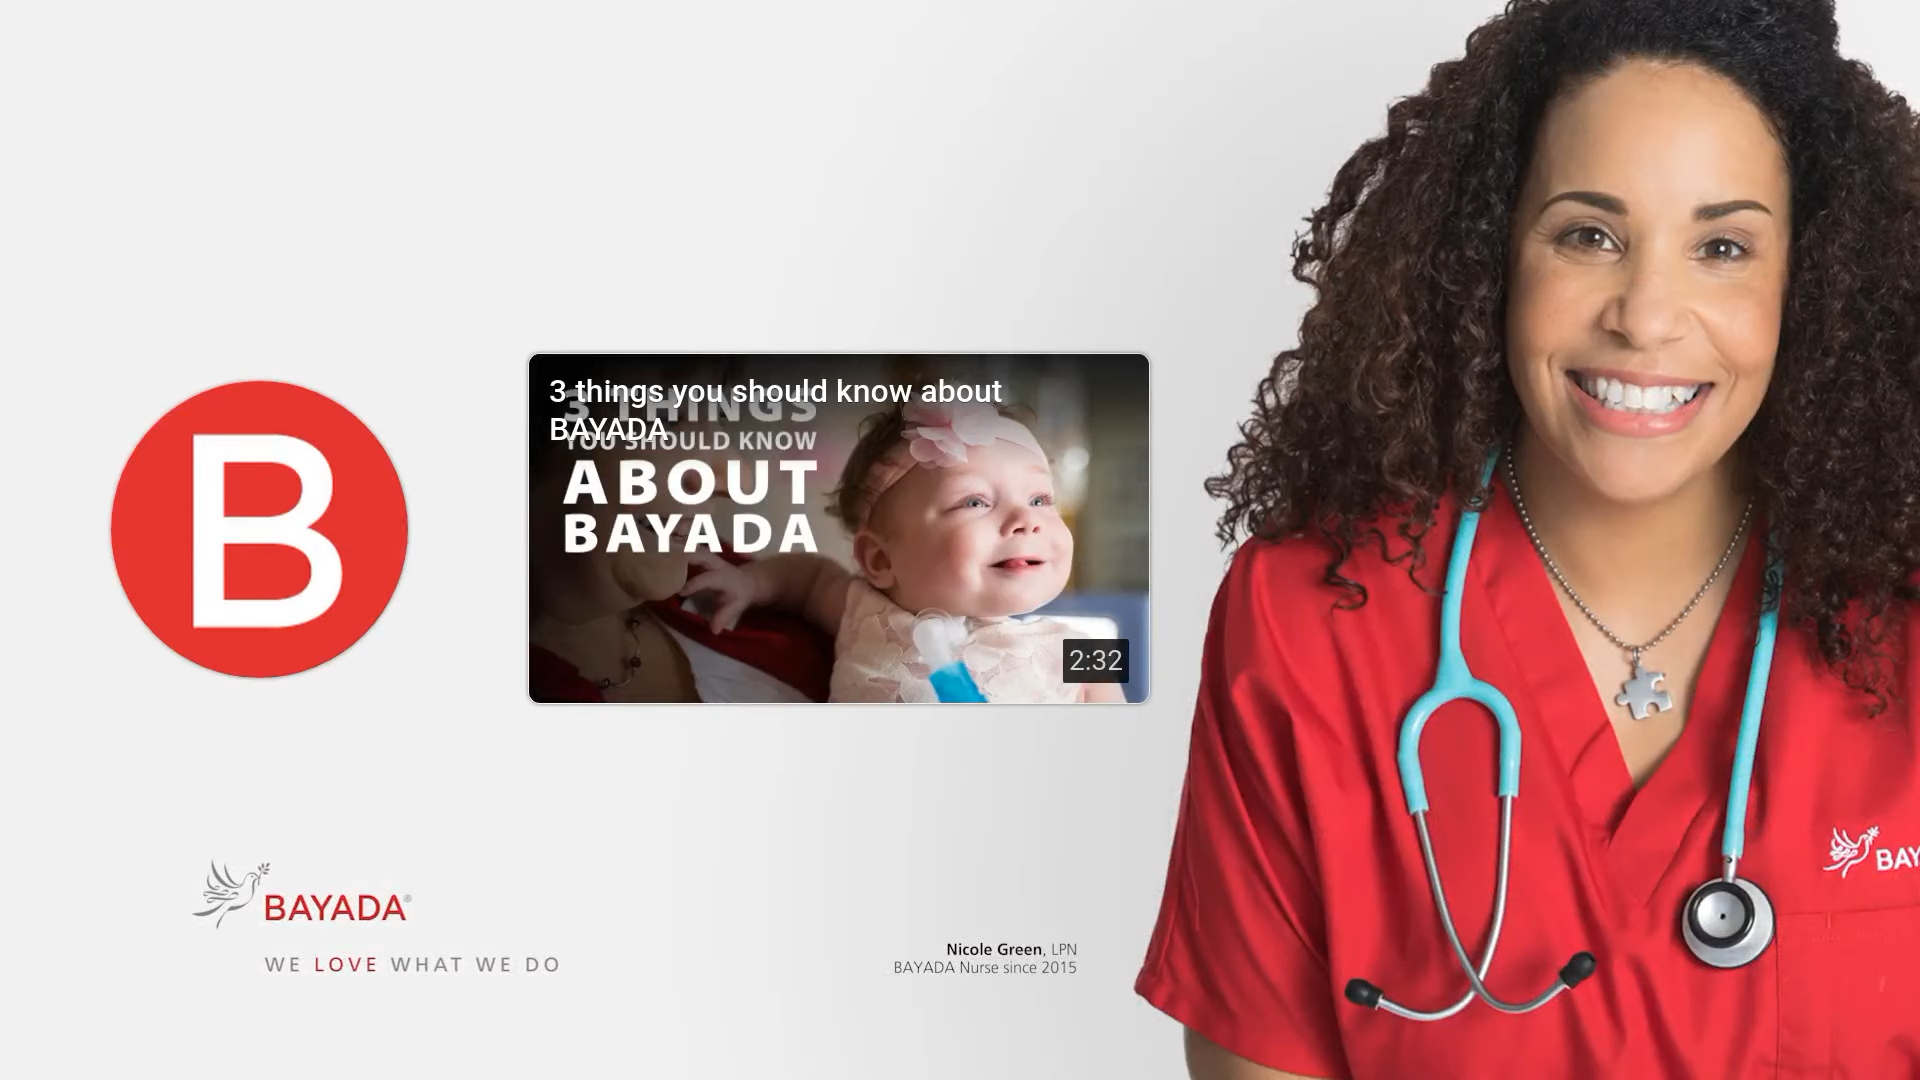 B
3 things you should know about
BAYADA
3 THINGS
YOU SHOULD KNOW
ABOUT
BAYADA
2:32
BAYADA®
WE LOVE WHAT WE DO
Nicole Green, LPN
BAYADA Nurse since 2015
BAY